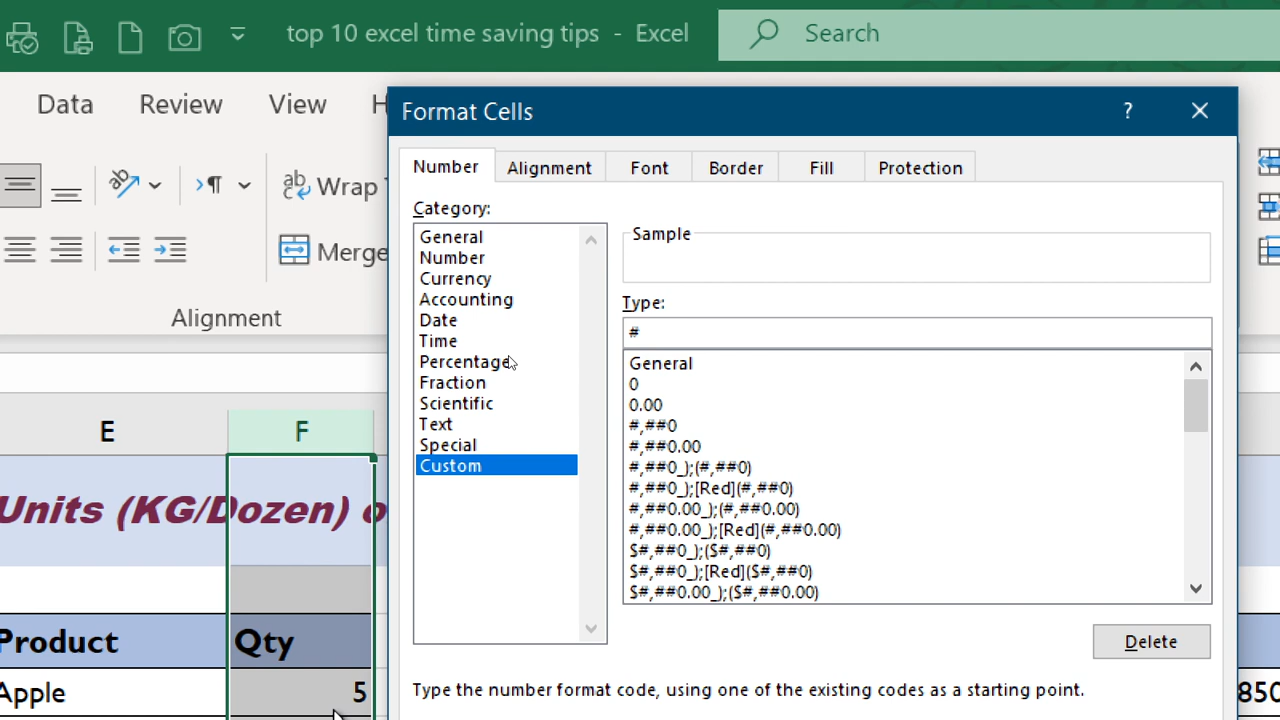 top 10 excel time saving tips - Excel
Search
Data Review View
Format Cells ?
Number Alignment Font Border Fill Protection
Wrap
Merge
Alignment
Category:
General
Number
Currency
Accounting
Date
Time
Percentage
Fraction
Scientific
Text
Special
Custom
Sample
Type:
#
General
0
0.00
#,##0
#,##0.00
#,##0_);(#,##0)
#,##0_);[Red](#,##0)
#,##0.00_);(#,##0.00)
#,##0.00_);[Red](#,##0.00)
$#,##0_);($#,##0)
$#,##0_);[Red]($#,##0)
$#,##0.00_);($#,##0.00)
Delete
Type the number format code, using one of the existing codes as a starting point.
E F
Units (KG/Dozen) o
Product Qty
Apple 5
850